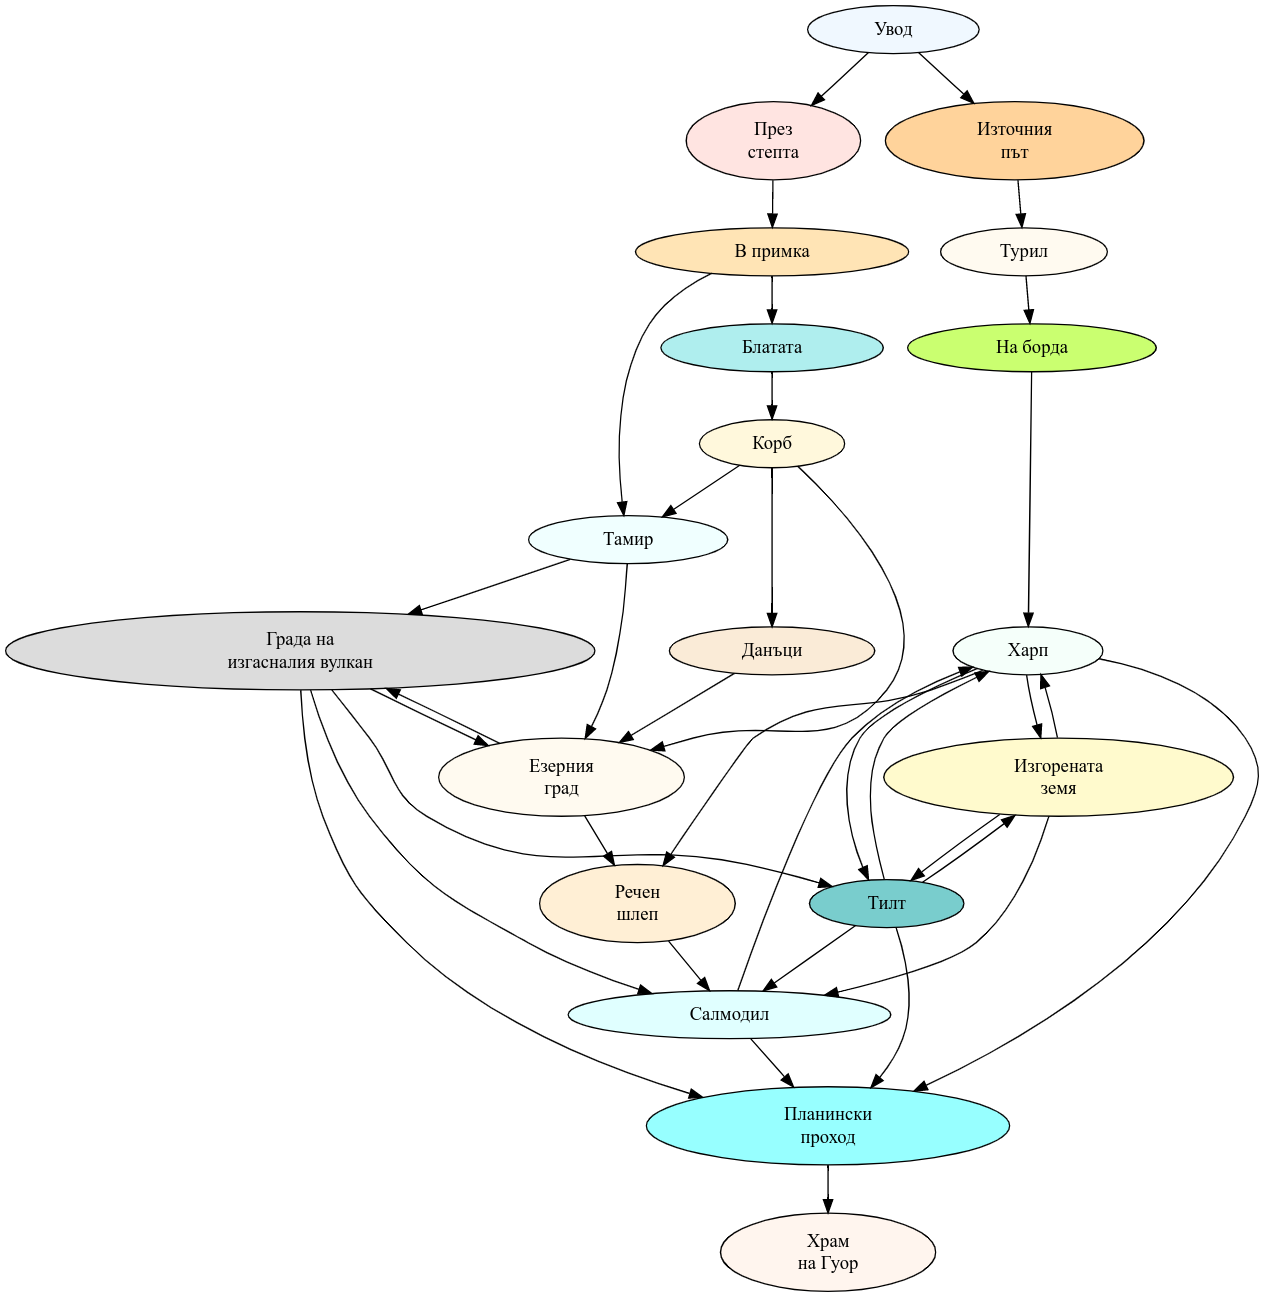 Увод
През
степта
Източния
път
В примка
Турил
Блатата
На борда
Корб
Тамир
Града на
изгасналия вулкан
Данъци
Харп
Езерния
град
Изгорената
земя
Речен
шлеп
Тилт
Салмодил
Планински
проход
Храм
на Гуор